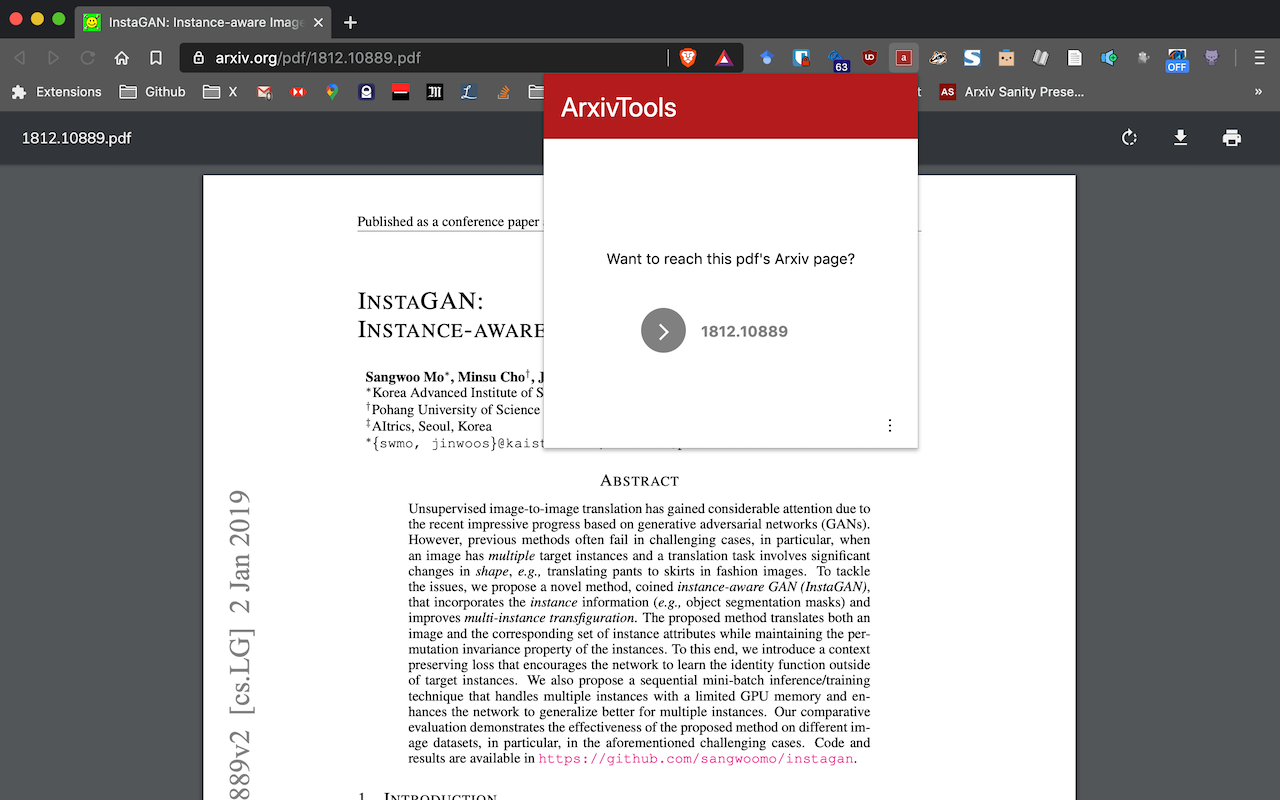 InstaGAN: Instance-aware Image
arxiv.org/pdf/1812.10889.pdf
63
a
OFF
Extensions
Github
X
t
AS
Arxiv Sanity Prese...
»
1812.10889.pdf
ArxivTools
Want to reach this pdf's Arxiv page?
1812.10889
Published as a conference paper
INSTAGAN:
INSTANCE-AWARE
Sangwoo Mo*, Minsu Cho†, J
*Korea Advanced Institute of S
†Pohang University of Science
‡AItrics, Seoul, Korea
*{swmo, jinwoos}@kaist
ABSTRACT
Unsupervised image-to-image translation has gained considerable attention due to
the recent impressive progress based on generative adversarial networks (GANs).
However, previous methods often fail in challenging cases, in particular, when
an image has multiple target instances and a translation task involves significant
changes in shape, e.g., translating pants to skirts in fashion images. To tackle
the issues, we propose a novel method, coined instance-aware GAN (InstaGAN),
that incorporates the instance information (e.g., object segmentation masks) and
improves multi-instance transfiguration. The proposed method translates both an
image and the corresponding set of instance attributes while maintaining the per-
mutation invariance property of the instances. To this end, we introduce a context
preserving loss that encourages the network to learn the identity function outside
of target instances. We also propose a sequential mini-batch inference/training
technique that handles multiple instances with a limited GPU memory and en-
hances the network to generalize better for multiple instances. Our comparative
evaluation demonstrates the effectiveness of the proposed method on different im-
age datasets, in particular, in the aforementioned challenging cases. Code and
results are available in https://github.com/sangwoomo/instagan.
889v2 [cs.LG] 2 Jan 2019
1 INTRODUCTION